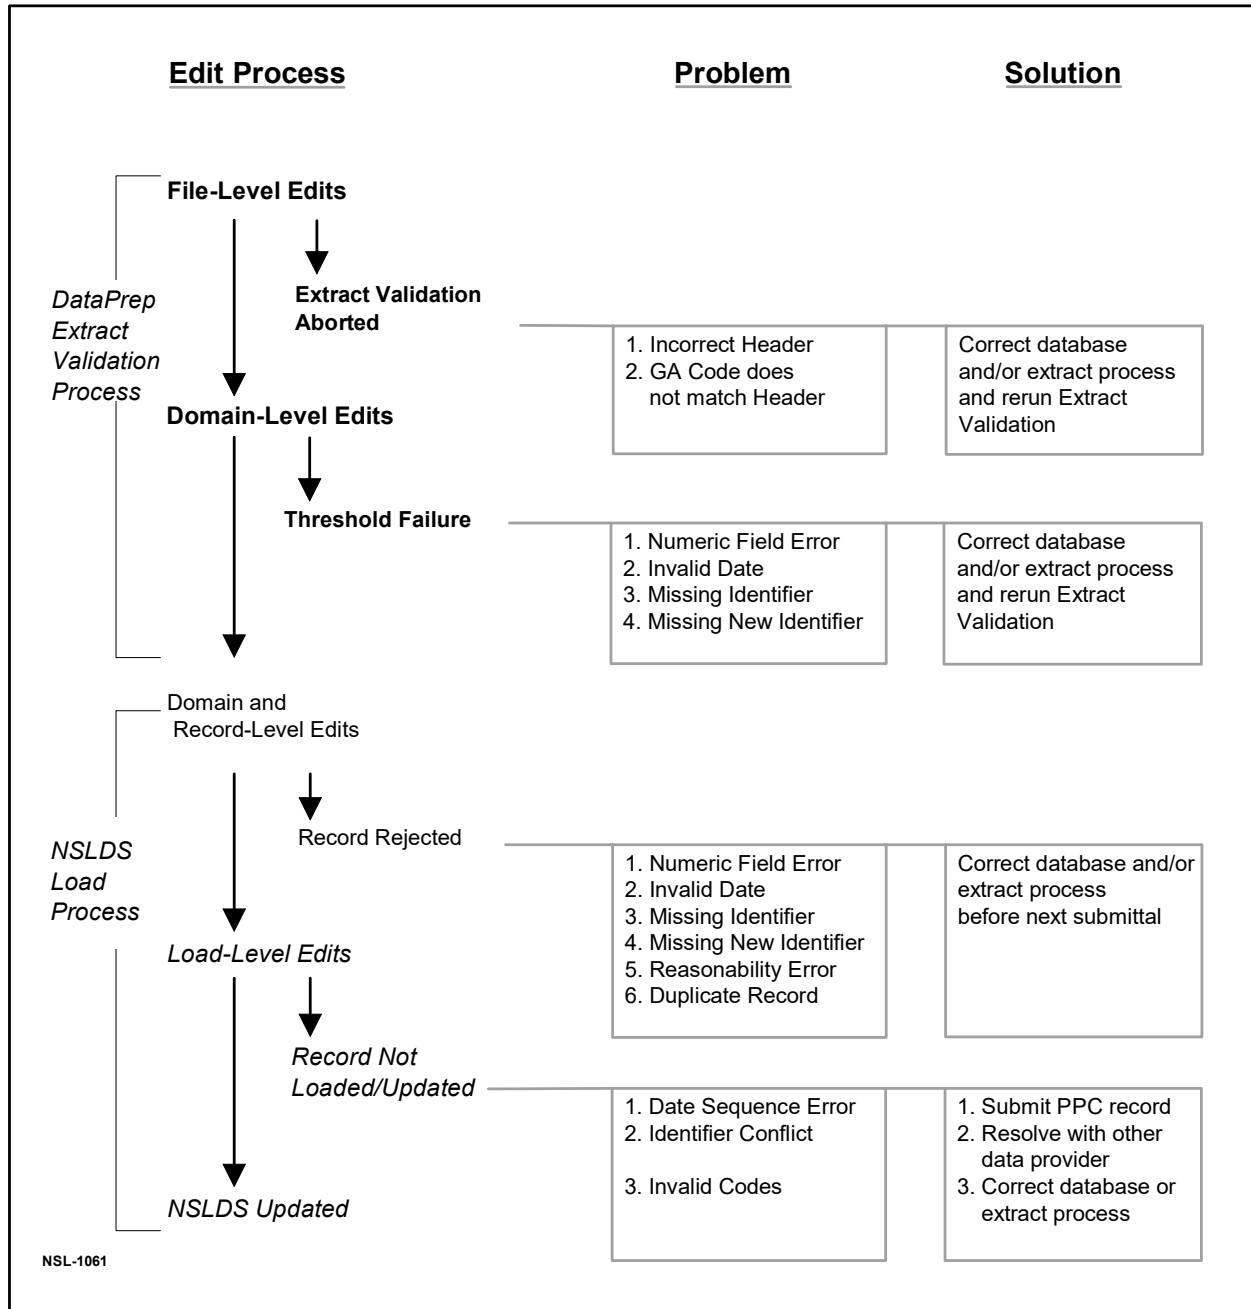 Edit Process
Problem
Solution
File-Level Edits
DataPrep
Extract
Validation
Process
Extract Validation
Aborted
1. Incorrect Header
2. GA Code does
not match Header
Correct database
and/or extract process
and rerun Extract
Validation
Domain-Level Edits
Threshold Failure
1. Numeric Field Error
2. Invalid Date
3. Missing Identifier
4. Missing New Identifier
Correct database
and/or extract process
and rerun Extract
Validation
Domain and
Record-Level Edits
NSLDS
Load
Process
Record Rejected
1. Numeric Field Error
2. Invalid Date
3. Missing Identifier
4. Missing New Identifier
5. Reasonability Error
6. Duplicate Record
Correct database and/or
extract process
before next submittal
Load-Level Edits
Record Not
Loaded/Updated
1. Date Sequence Error
2. Identifier Conflict
3. Invalid Codes
1. Submit PPC record
2. Resolve with other
data provider
3. Correct database or
extract process
NSLDS Updated
NSL-1061